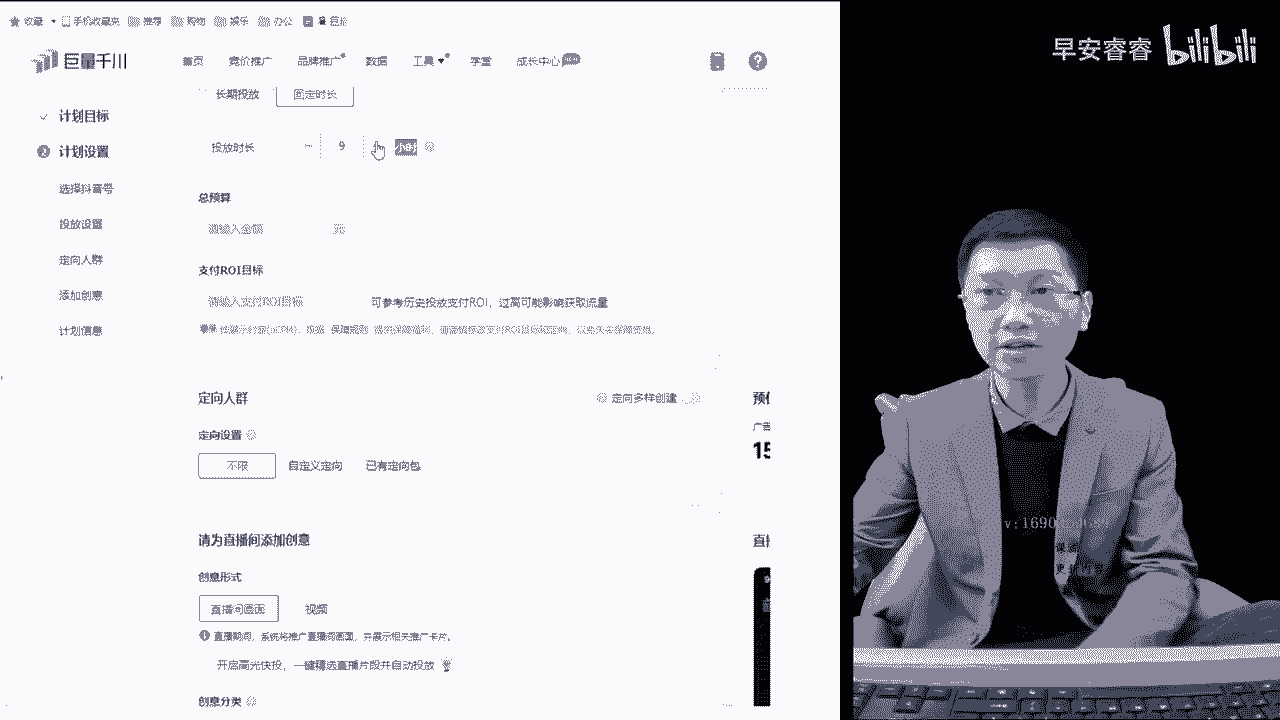 收藏 手机收藏夹 推荐 购物 娱乐 办公
巨量千川 首页 竞价推广 品牌推广 数据 工具 学堂 成长中心
早安睿睿 bilibili
长期投放 固定时长
计划目标
计划设置
投放时长 9 小时
选择抖音号
总预算
投放设置
请输入金额 元
定向人群
支付ROI目标
添加创意
请输入支付ROI目标 可参考历史投放支付ROI，过高可能影响获取流量
计划信息
定向人群 定向多样创建
定向设置
广告
15
不限 自定义定向 已有定向包
v:1690
请为直播间添加创意
创意形式
直播间画面 视频
直播期间，系统将推广直播间画面，并展示相关推广卡片。
开启高光快投，一键精选直播片段并自动投放
创意分类